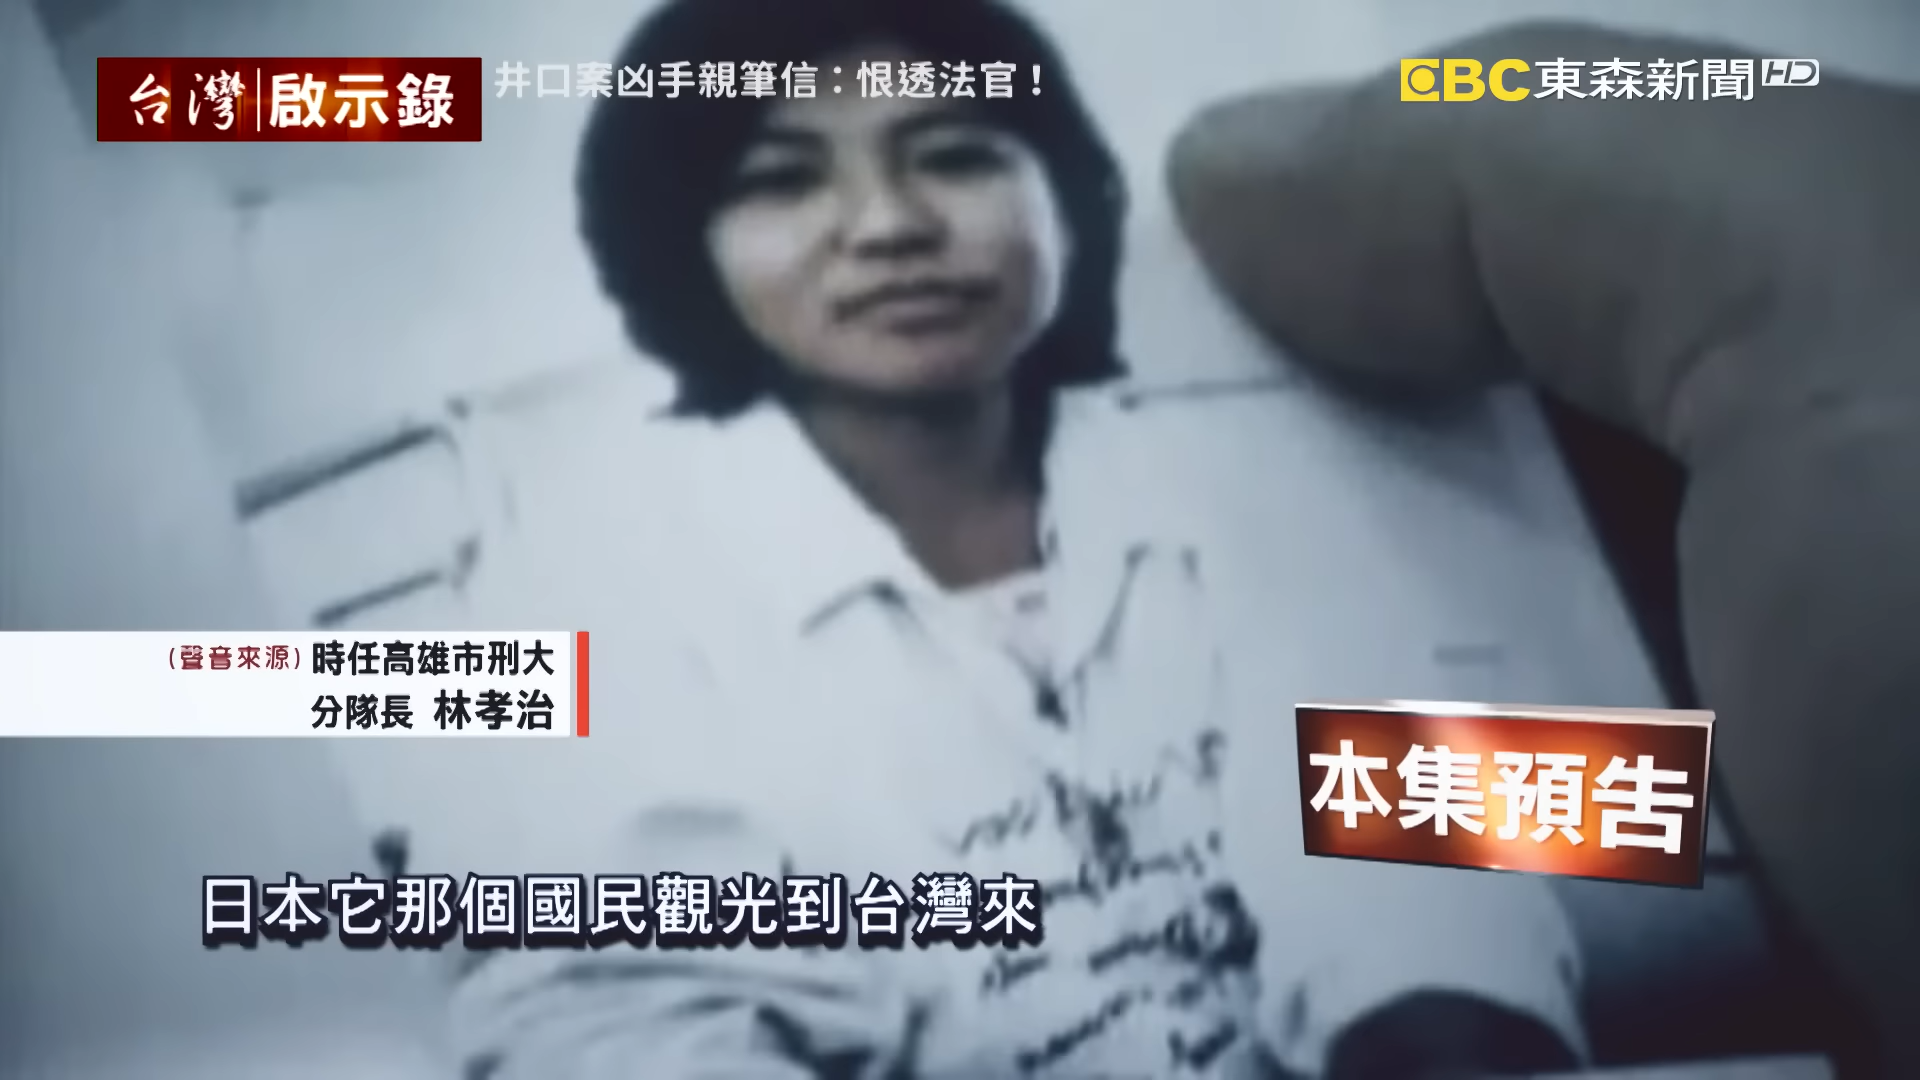 台灣啟示錄
井口案凶手親筆信：恨透法官！
EBC東森新聞HD
(聲音來源) 時任高雄市刑大
分隊長 林孝治
本集預告
日本它那個國民觀光到台灣來